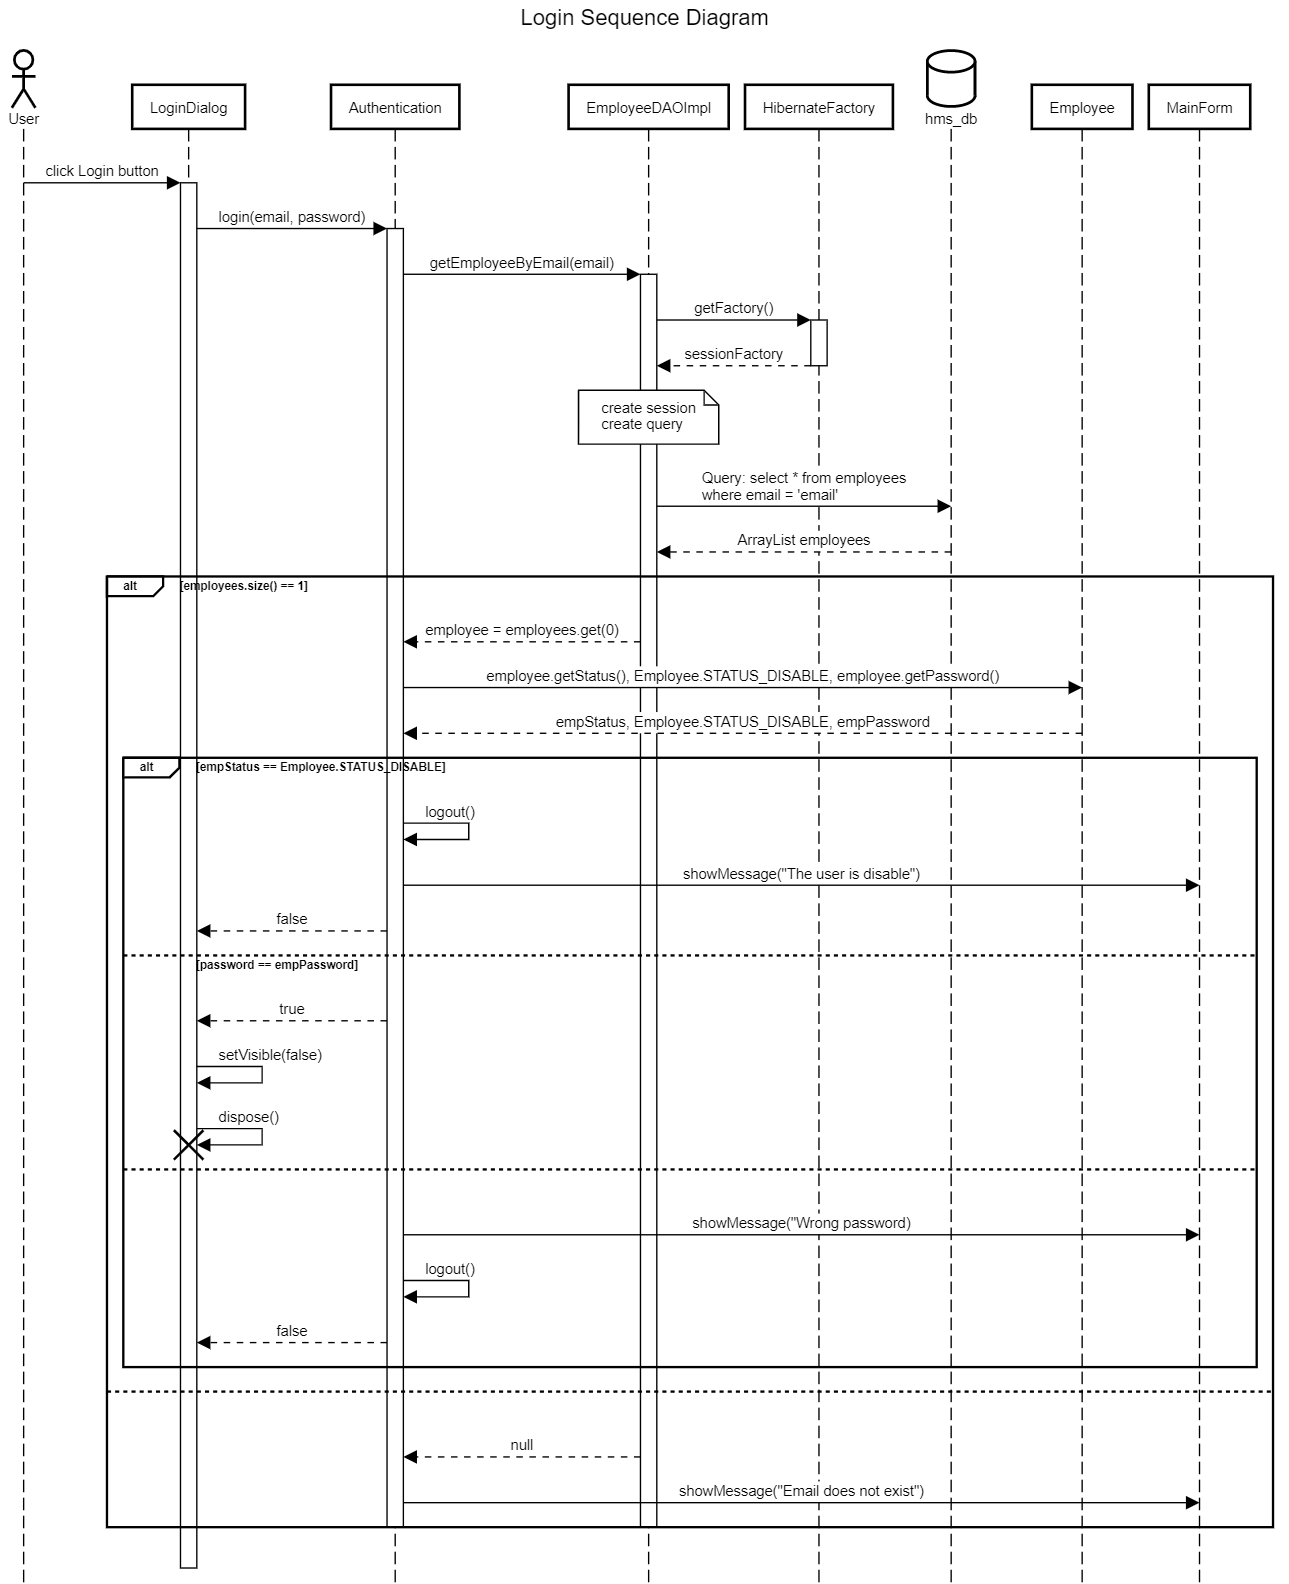 Login Sequence Diagram
User
LoginDialog
Authentication
EmployeeDAOImpl
HibernateFactory
hms_db
Employee
MainForm
click Login button
login(email, password)
getEmployeeByEmail(email)
getFactory()
sessionFactory
create session
create query
Query: select * from employees
where email = 'email'
ArrayList employees
alt
[employees.size() == 1]
employee = employees.get(0)
employee.getStatus(), Employee.STATUS_DISABLE, employee.getPassword()
empStatus, Employee.STATUS_DISABLE, empPassword
alt
[empStatus == Employee.STATUS_DISABLE]
logout()
showMessage("The user is disable")
false
[password == empPassword]
true
setVisible(false)
dispose()
showMessage("Wrong password)
logout()
false
null
showMessage("Email does not exist")